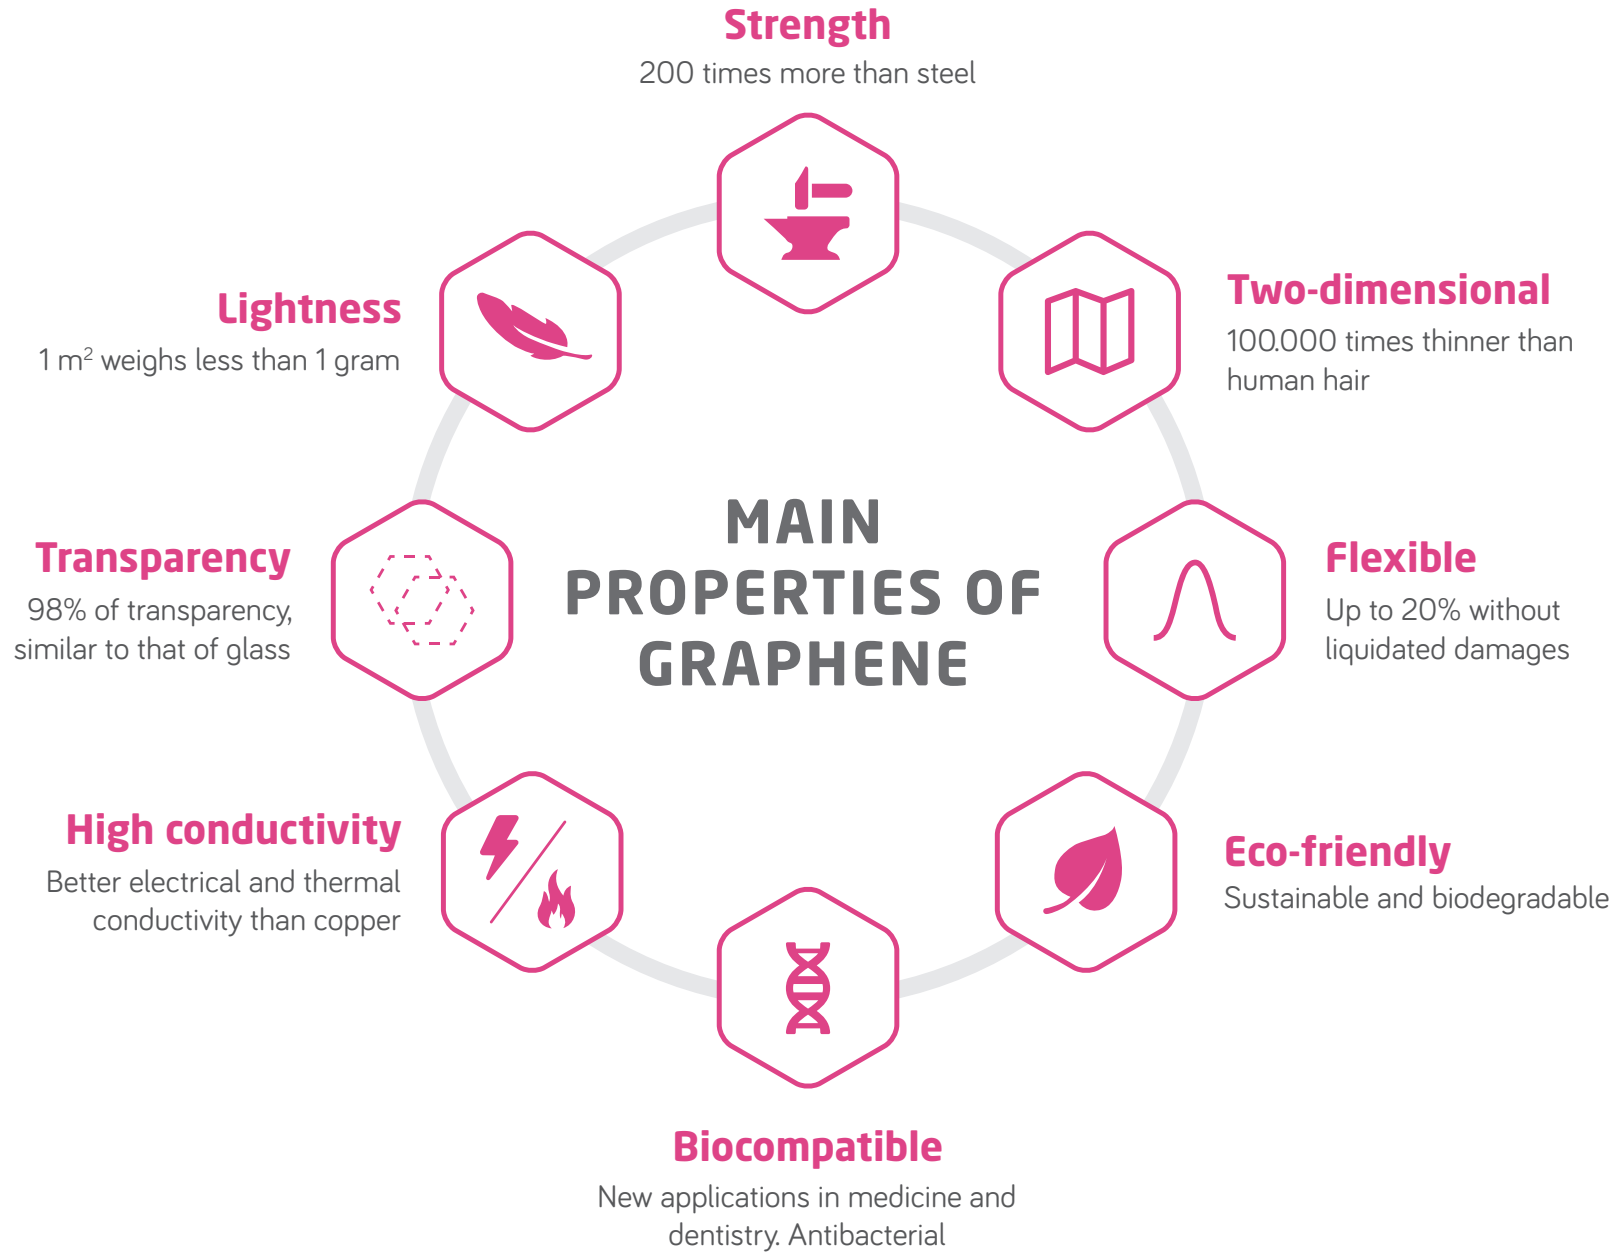 Strength
200 times more than steel
Two-dimensional
100.000 times thinner than
human hair
Flexible
Up to 20% without
liquidated damages
Eco-friendly
Sustainable and biodegradable
Biocompatible
New applications in medicine and
dentistry. Antibacterial
High conductivity
Better electrical and thermal
conductivity than copper
Transparency
98% of transparency,
similar to that of glass
Lightness
1 m² weighs less than 1 gram
MAIN
PROPERTIES OF
GRAPHENE